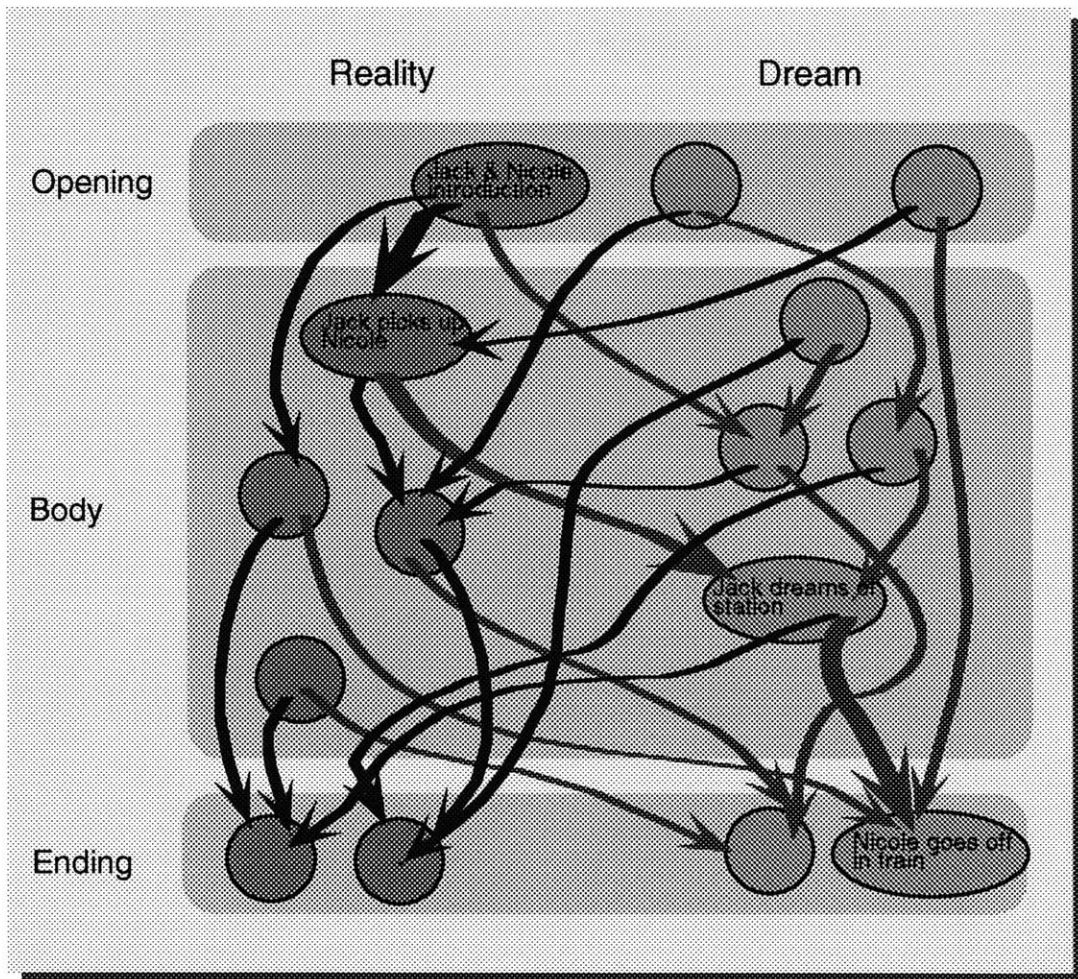 Reality Dream
Opening
Jack & Nicole
introduction
Jack picks up
Nicole
Body
Jack dreams of
station
Ending
Nicole goes off
in train